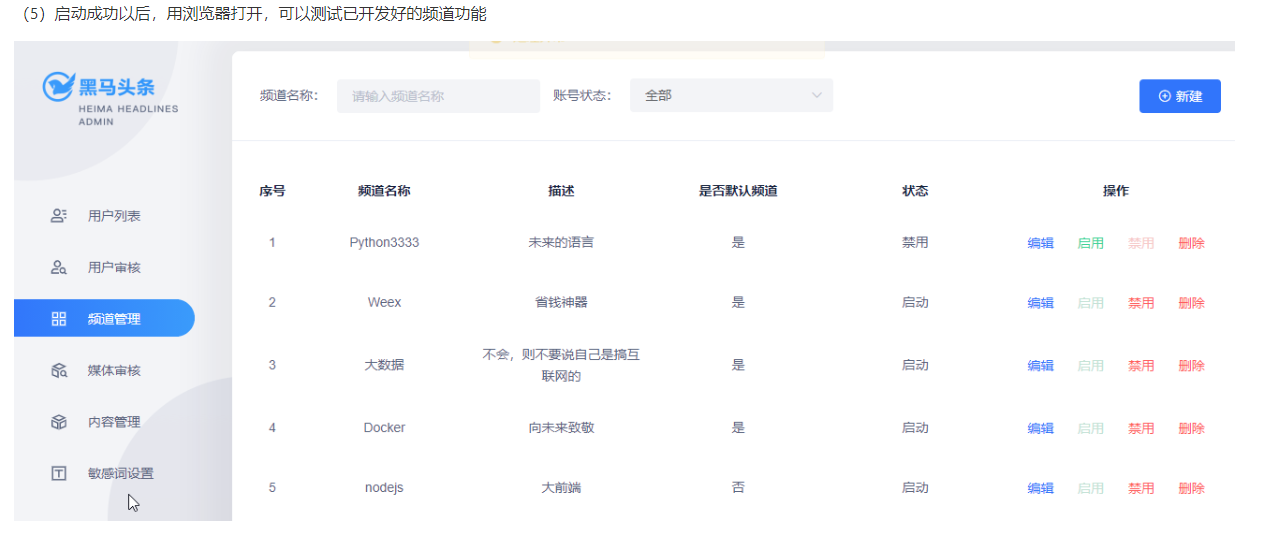 （5）启动成功以后，用浏览器打开，可以测试已开发好的频道功能
黑马头条
HEIMA HEADLINES
ADMIN
频道名称： 请输入频道名称 账号状态： 全部 新建
用户列表
用户审核
频道管理
媒体审核
内容管理
敏感词设置
序号 频道名称 描述 是否默认频道 状态 操作
1 Python3333 未来的语言 是 禁用 编辑 启用 禁用 删除
2 Weex 省钱神器 是 启动 编辑 启用 禁用 删除
3 大数据 不会，则不要说自己是搞互 是 启动 编辑 启用 禁用 删除
联网的
4 Docker 向未来致敬 是 启动 编辑 启用 禁用 删除
5 nodejs 大前端 否 启动 编辑 启用 禁用 删除